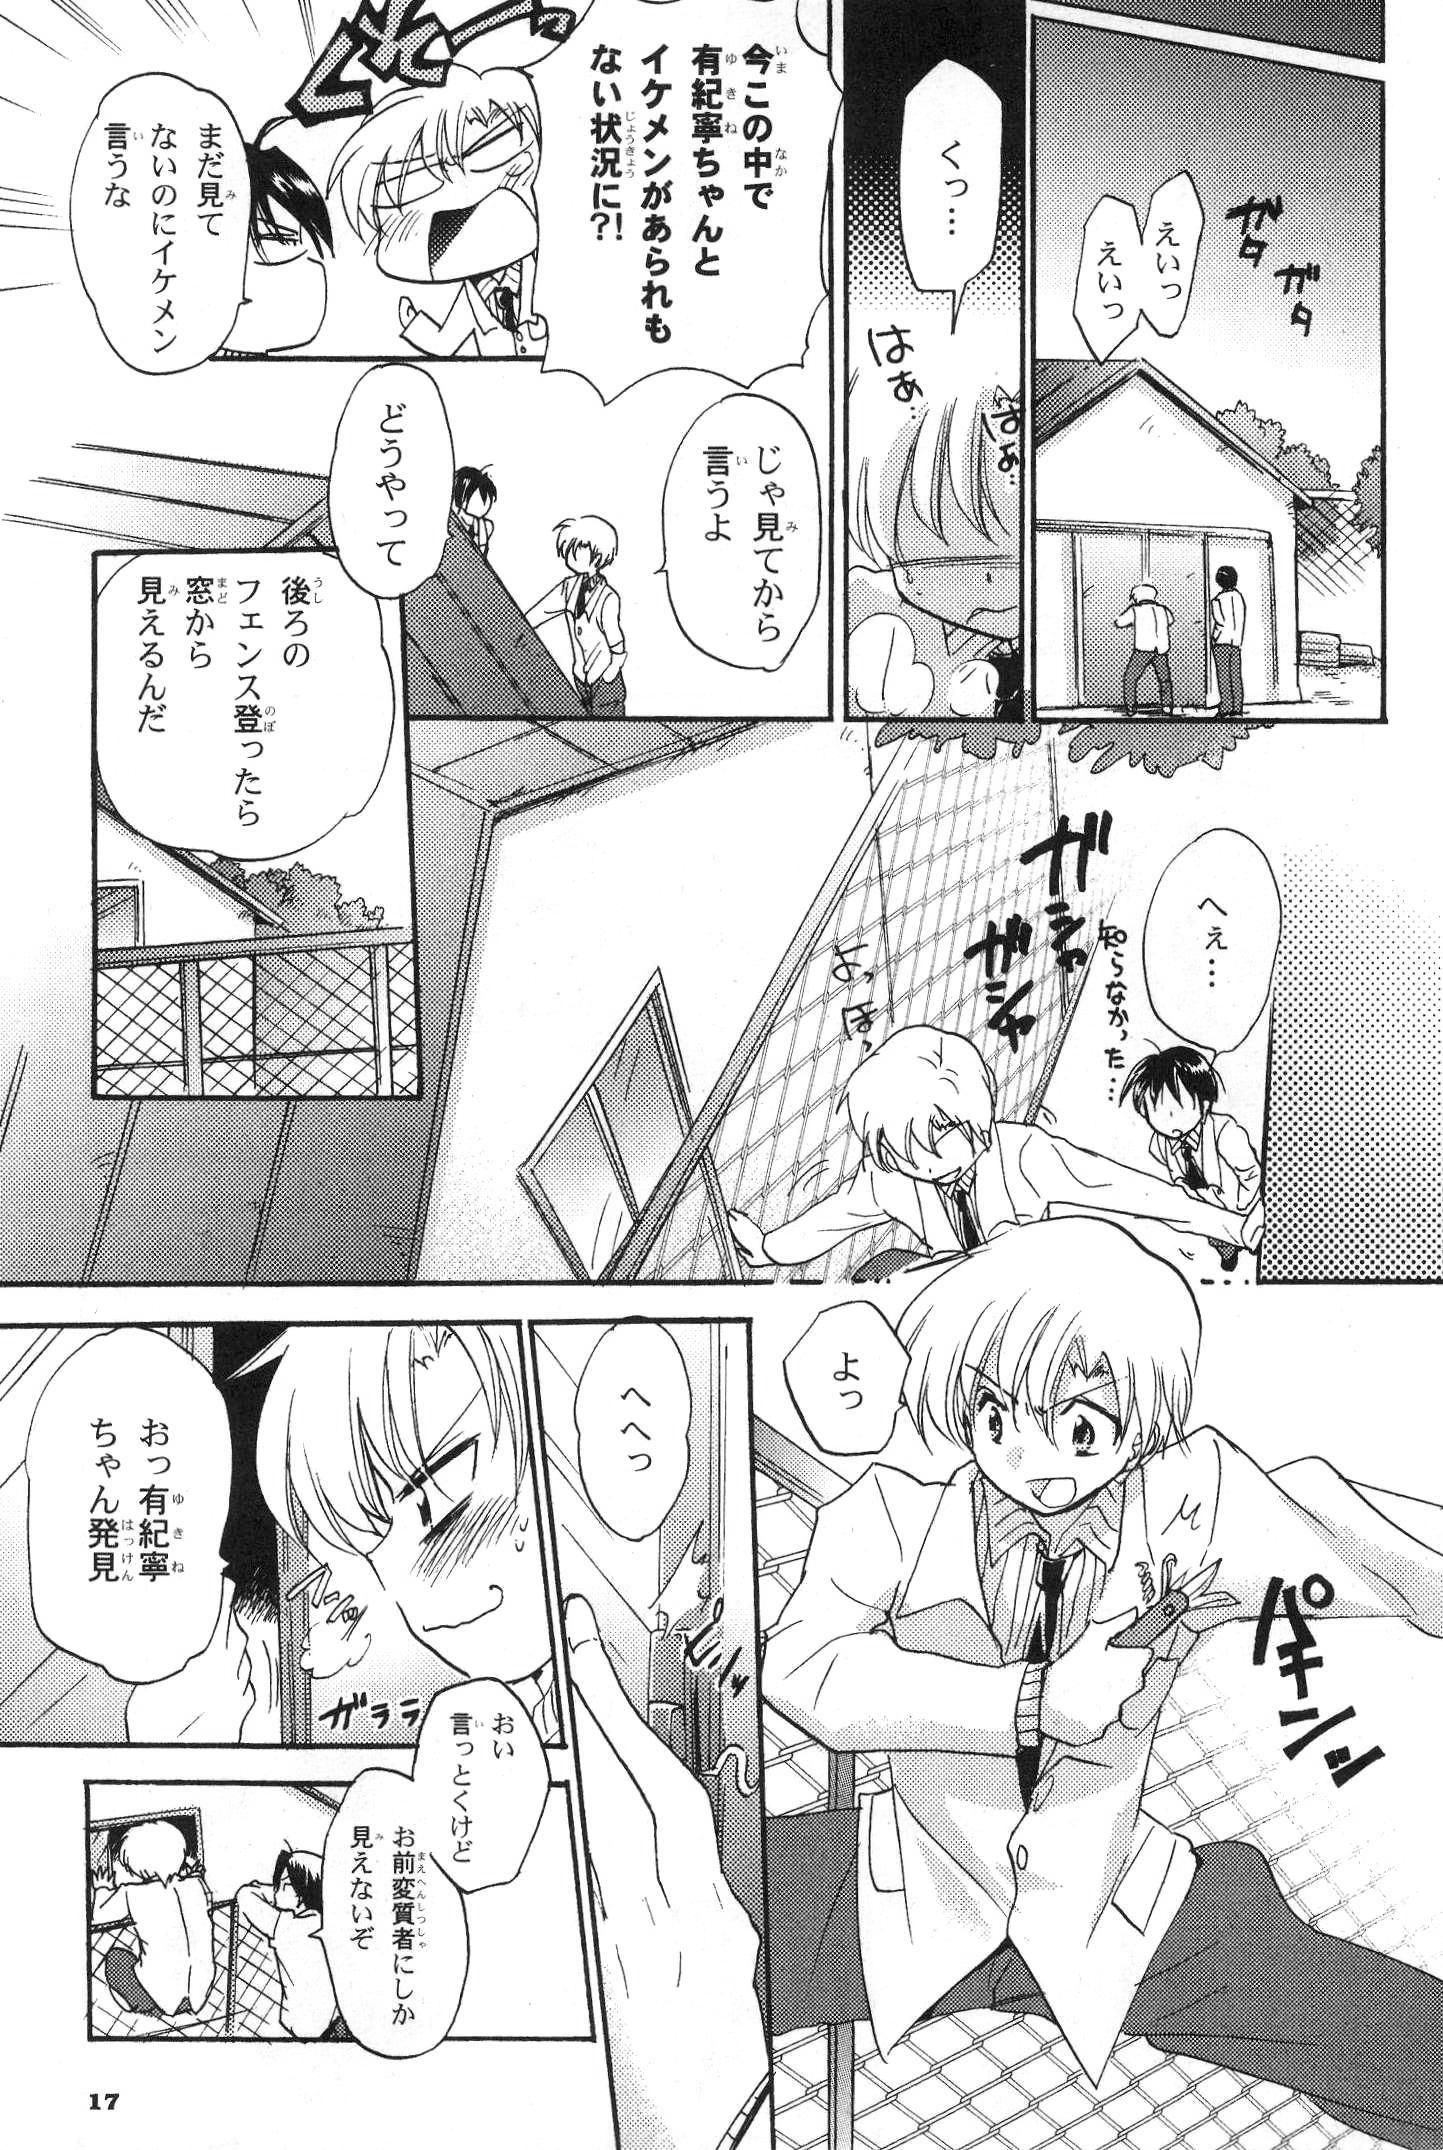 ガタ
ガタ
えいっ
えいっ
くっ…
はぁ…
はぁ…
今この中で
有紀寧ちゃんと
イケメンがあられも
ない状況に?!
まだ見て
ないのにイケメン
言うな
じゃ見てから
言うよ
どうやって
後ろの
フェンス登ったら
窓から
見えるんだ
へぇ…
知らなかった…
ガシャ
ガシャ
よっ
パキンッ
へへっ
ガララ
おっ有紀寧
ちゃん発見
おい
言っとくけど
お前変質者にしか
見えないぞ
17